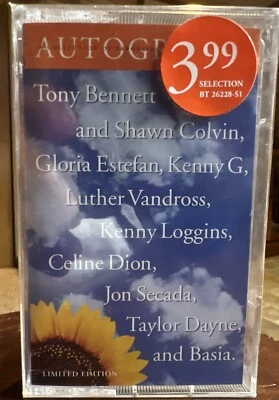 AUTOGR
3.99
SELECTION
BT 26228-S1
Tony Bennett
and Shawn Colvin,
Gloria Estefan, Kenny G,
Luther Vandross,
Kenny Loggins,
Celine Dion,
Jon Secada,
Taylor Dayne,
and Basia.
LIMITED EDITION